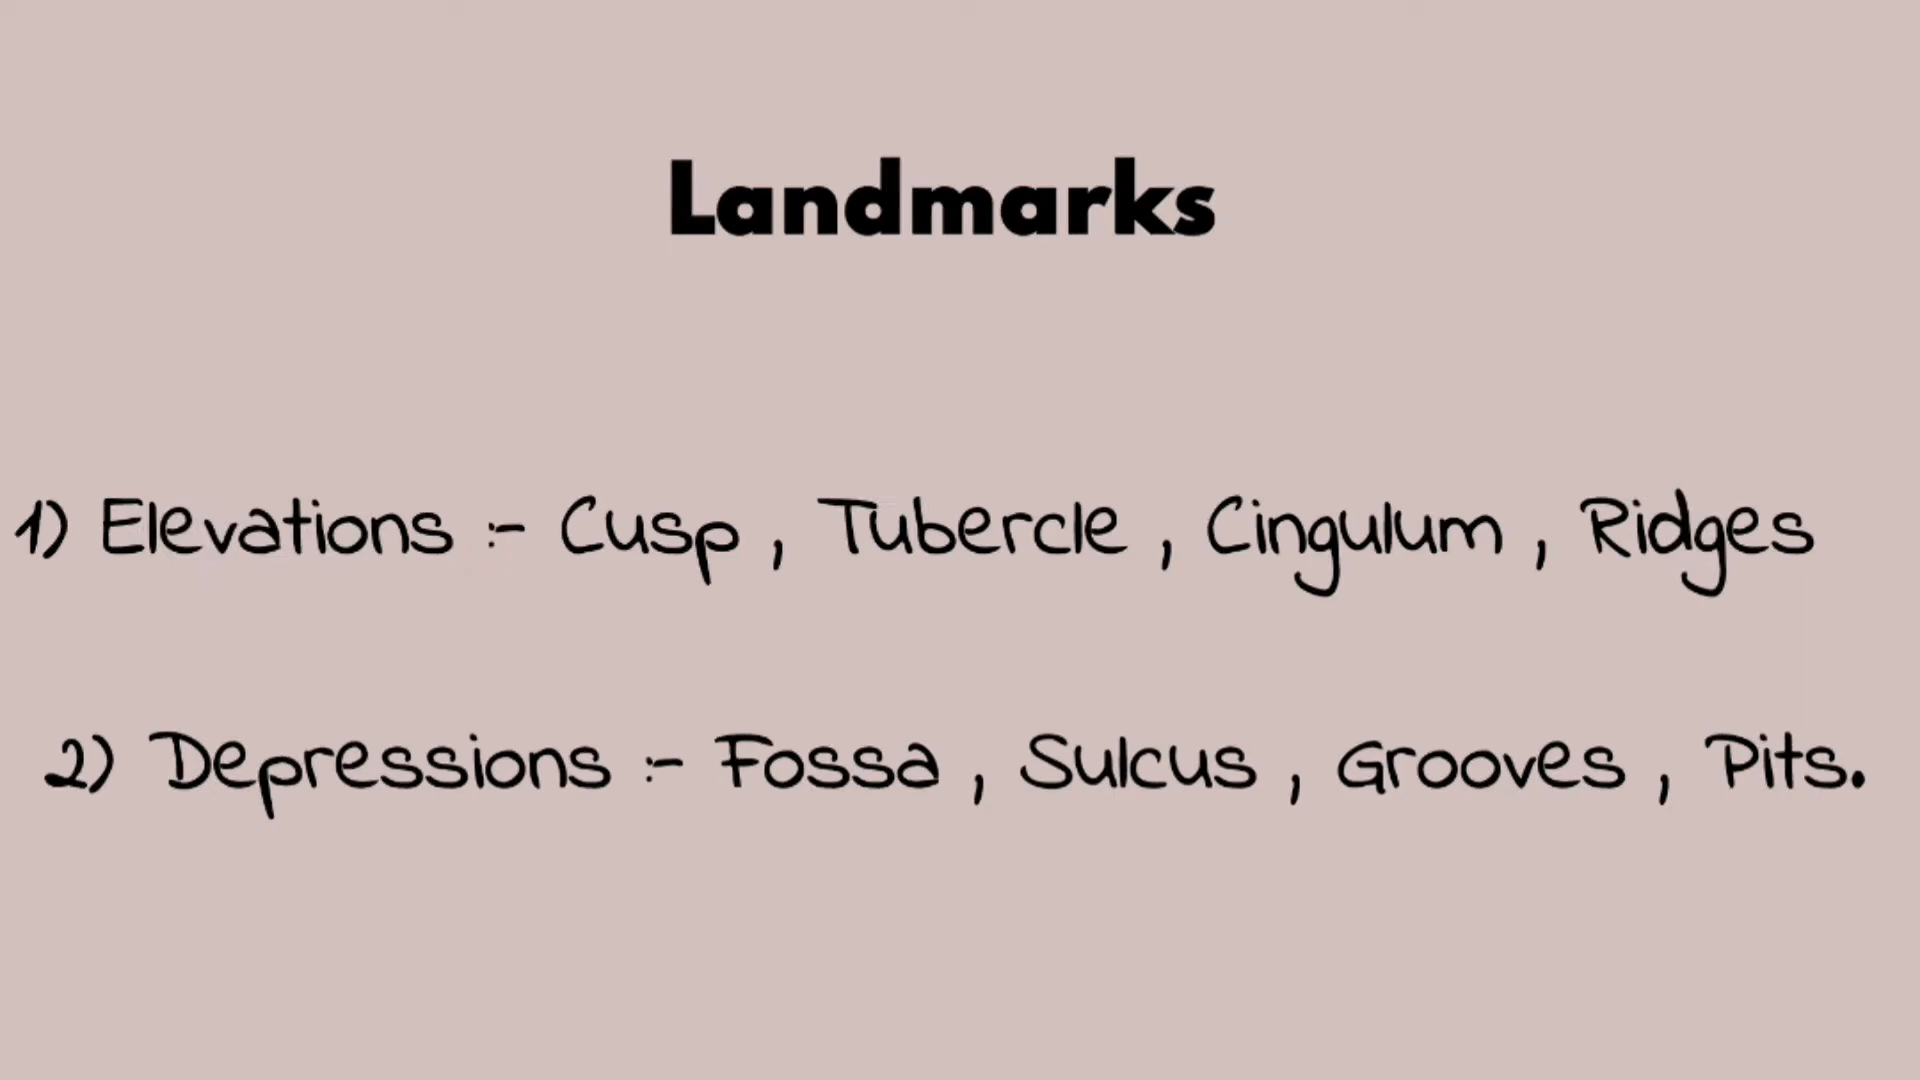 Landmarks
1) Elevations :- Cusp , Tubercle , Cingulum , Ridges
2) Depressions :- Fossa , Sulcus , Grooves , Pits.